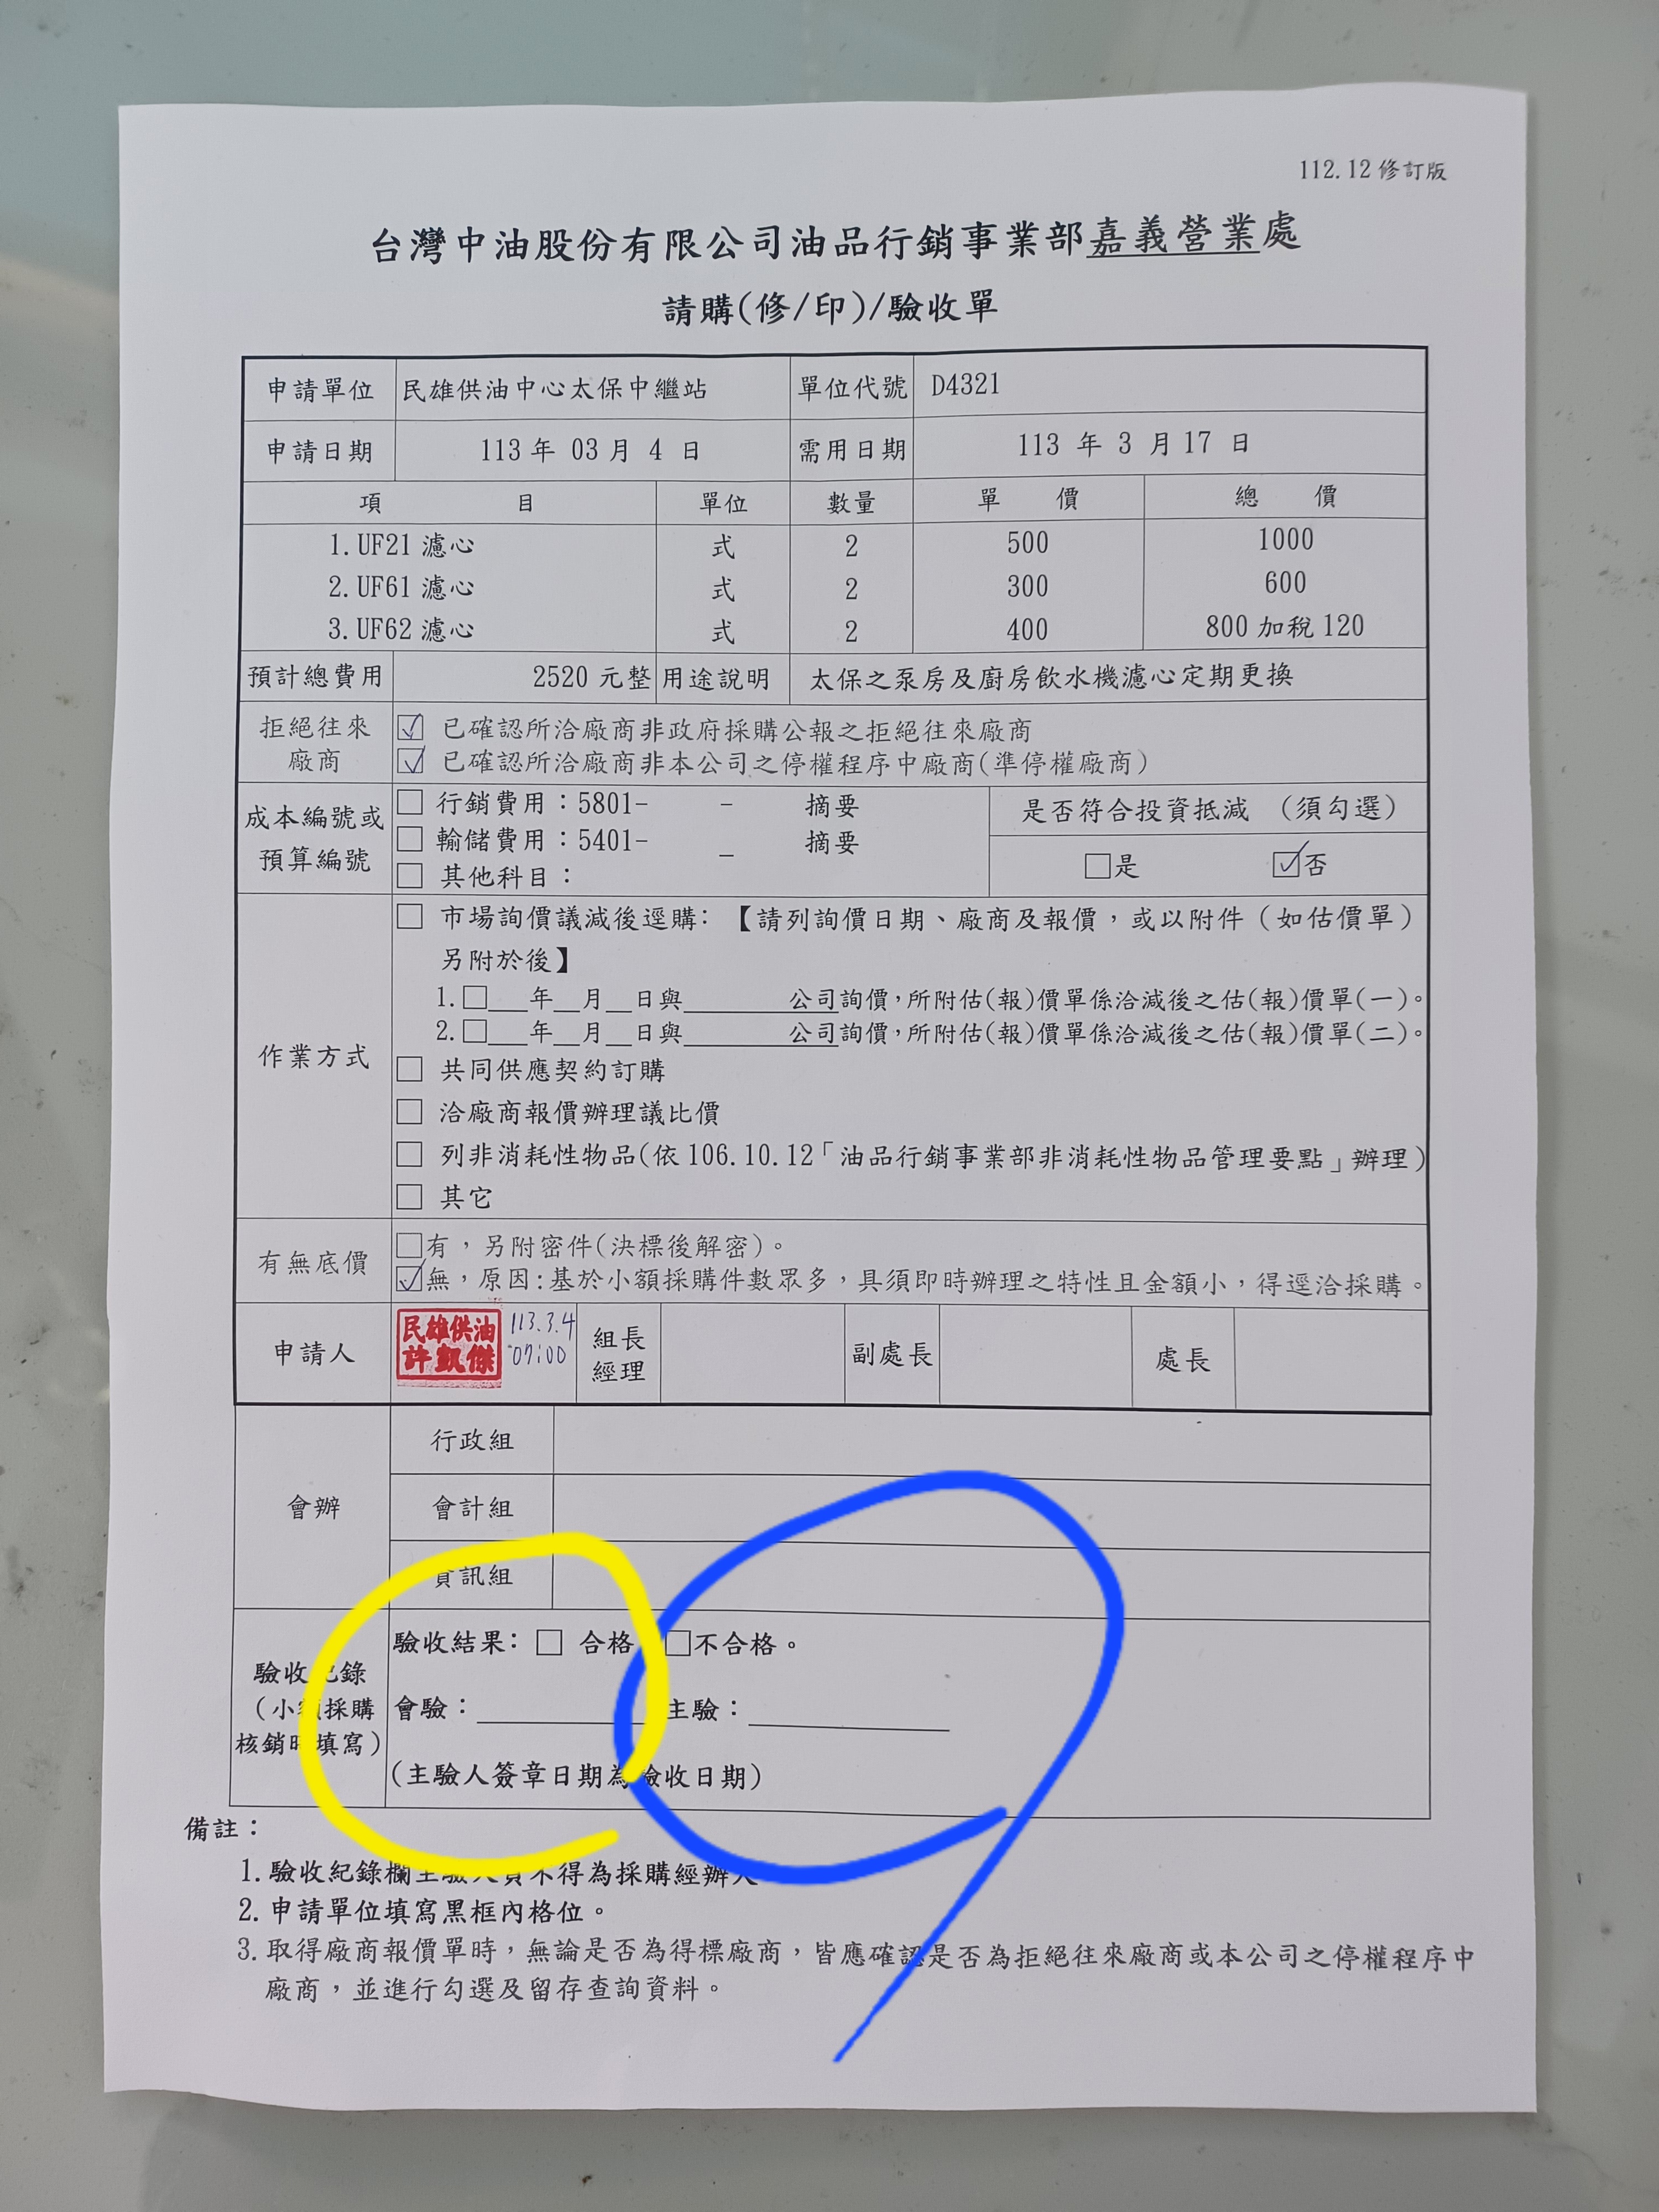 112.12 修訂版
台灣中油股份有限公司油品行銷事業部嘉義營業處
請購(修/印)/驗收單
申請單位 民雄供油中心太保中繼站 單位代號 D4321
申請日期 113 年 03 月 4 日 需用日期 113 年 3 月 17 日
項 目 單位 數量 單 價 總 價
1.UF21 濾心 式 2 500 1000
2.UF61 濾心 式 2 300 600
3.UF62 濾心 式 2 400 800 加稅 120
預計總費用 2520 元整 用途說明 太保之泵房及廚房飲水機濾心定期更換
拒絕往來廠商
☑ 已確認所洽廠商非政府採購公報之拒絕往來廠商
☑ 已確認所洽廠商非本公司之停權程序中廠商(準停權廠商)
成本編號或預算編號
□ 行銷費用：5801- - 摘要
□ 輸儲費用：5401- - 摘要
□ 其他科目：
是否符合投資抵減 （須勾選）
□是 ☑否
作業方式
□ 市場詢價議減後逕購: 【請列詢價日期、廠商及報價，或以附件（如估價單）
另附於後】
1.□___年__月__日與________公司詢價,所附估(報)價單係洽減後之估(報)價單(一)。
2.□___年__月__日與________公司詢價,所附估(報)價單係洽減後之估(報)價單(二)。
□ 共同供應契約訂購
□ 洽廠商報價辦理議比價
□ 列非消耗性物品(依 106.10.12「油品行銷事業部非消耗性物品管理要點」辦理)
□ 其它
有無底價
□有，另附密件(決標後解密)。
☑無，原因:基於小額採購件數眾多，具須即時辦理之特性且金額小，得逕洽採購。
申請人 民雄供油 許凱傑 113.3.4 07:00 組長 經理 副處長 處長
會辦
行政組
會計組
資訊組
驗收紀錄
(小額採購
核銷時填寫)
驗收結果: □ 合格 □不合格。
會驗：__________ 主驗：__________
(主驗人簽章日期為驗收日期)
備註：
1.驗收紀錄欄主驗人員不得為採購經辦人
2.申請單位填寫黑框內格位。
3.取得廠商報價單時，無論是否為得標廠商，皆應確認是否為拒絕往來廠商或本公司之停權程序中
廠商，並進行勾選及留存查詢資料。